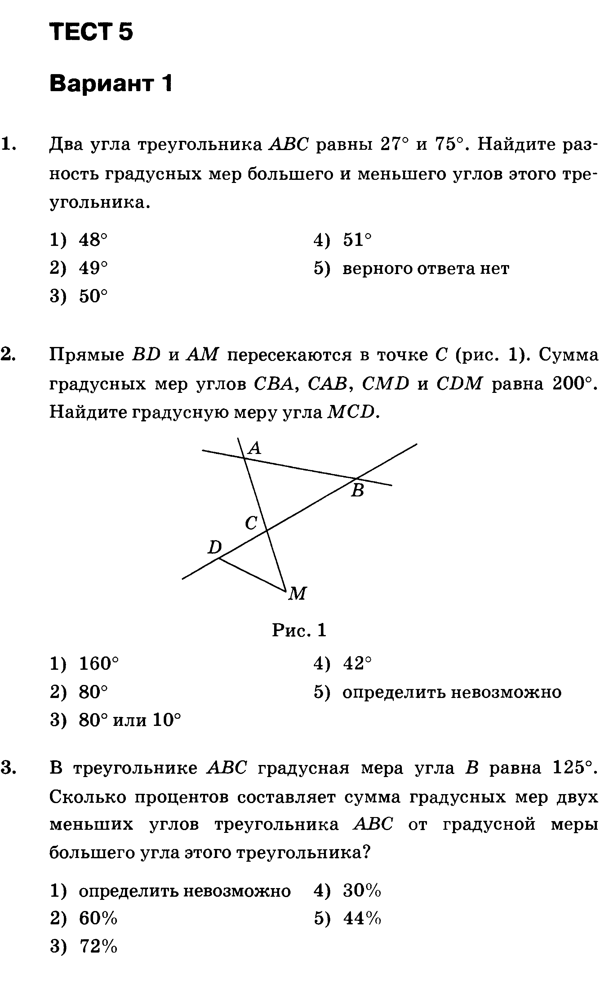 ТЕСТ 5
Вариант 1
1. Два угла треугольника ABC равны 27° и 75°. Найдите раз-
ность градусных мер большего и меньшего углов этого тре-
угольника.
1) 48° 4) 51°
2) 49° 5) верного ответа нет
3) 50°
2. Прямые BD и AM пересекаются в точке C (рис. 1). Сумма
градусных мер углов CBA, CAB, CMD и CDM равна 200°.
Найдите градусную меру угла MCD.
A
B
C
D
M
Рис. 1
1) 160° 4) 42°
2) 80° 5) определить невозможно
3) 80° или 10°
3. В треугольнике ABC градусная мера угла B равна 125°.
Сколько процентов составляет сумма градусных мер двух
меньших углов треугольника ABC от градусной меры
большего угла этого треугольника?
1) определить невозможно 4) 30%
2) 60% 5) 44%
3) 72%